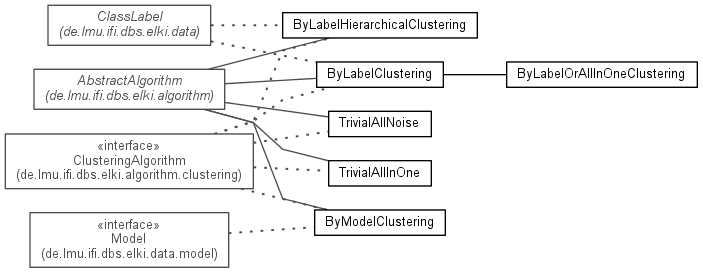 ClassLabel
(de.lmu.ifi.dbs.elki.data)
ByLabelHierarchicalClustering
AbstractAlgorithm
(de.lmu.ifi.dbs.elki.algorithm)
ByLabelClustering
ByLabelOrAllInOneClustering
TrivialAllNoise
«interface»
ClusteringAlgorithm
(de.lmu.ifi.dbs.elki.algorithm.clustering)
TrivialAllInOne
«interface»
Model
(de.lmu.ifi.dbs.elki.data.model)
ByModelClustering